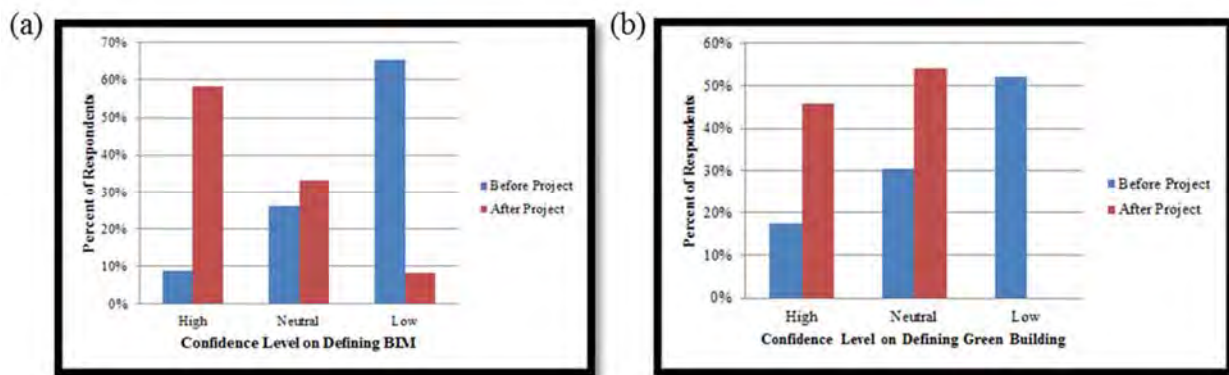 (a)
70%
60%
50%
40%
30%
20%
10%
0%
Percent of Respondents
High Neutral Low
Confidence Level on Defining BIM
Before Project
After Project
(b)
60%
50%
40%
30%
20%
10%
0%
Percent of Respondents
High Neutral Low
Confidence Level on Defining Green Building
Before Project
After Project